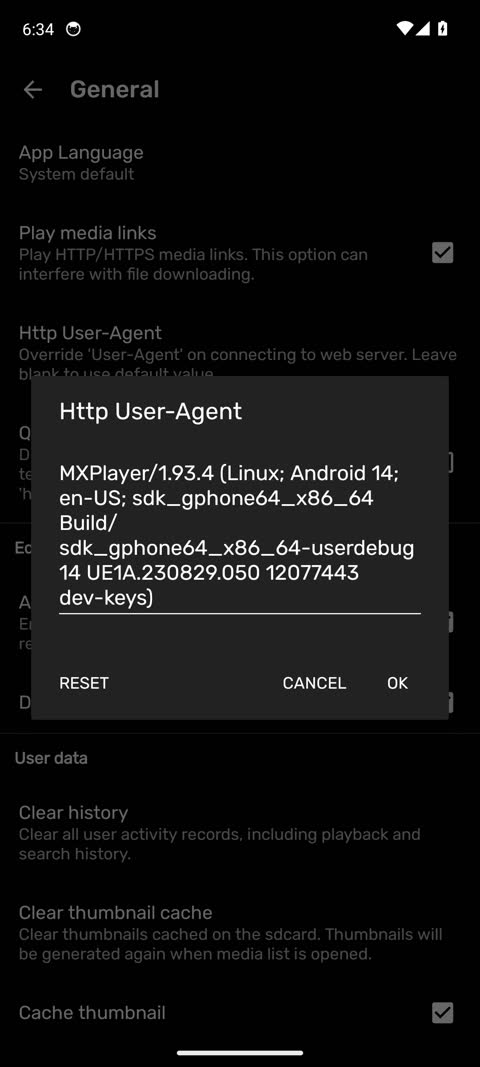 6:34
General
App Language
System default
Play media links
Play HTTP/HTTPS media links. This option can
interfere with file downloading.
Http User-Agent
Override 'User-Agent' on connecting to web server. Leave
blank to use default value.
Http User-Agent
MXPlayer/1.93.4 (Linux; Android 14;
en-US; sdk_gphone64_x86_64
Build/
sdk_gphone64_x86_64-userdebug
14 UE1A.230829.050 12077443
dev-keys)
RESET
CANCEL
OK
User data
Clear history
Clear all user activity records, including playback and
search history.
Clear thumbnail cache
Clear thumbnails cached on the sdcard. Thumbnails will
be generated again when media list is opened.
Cache thumbnail